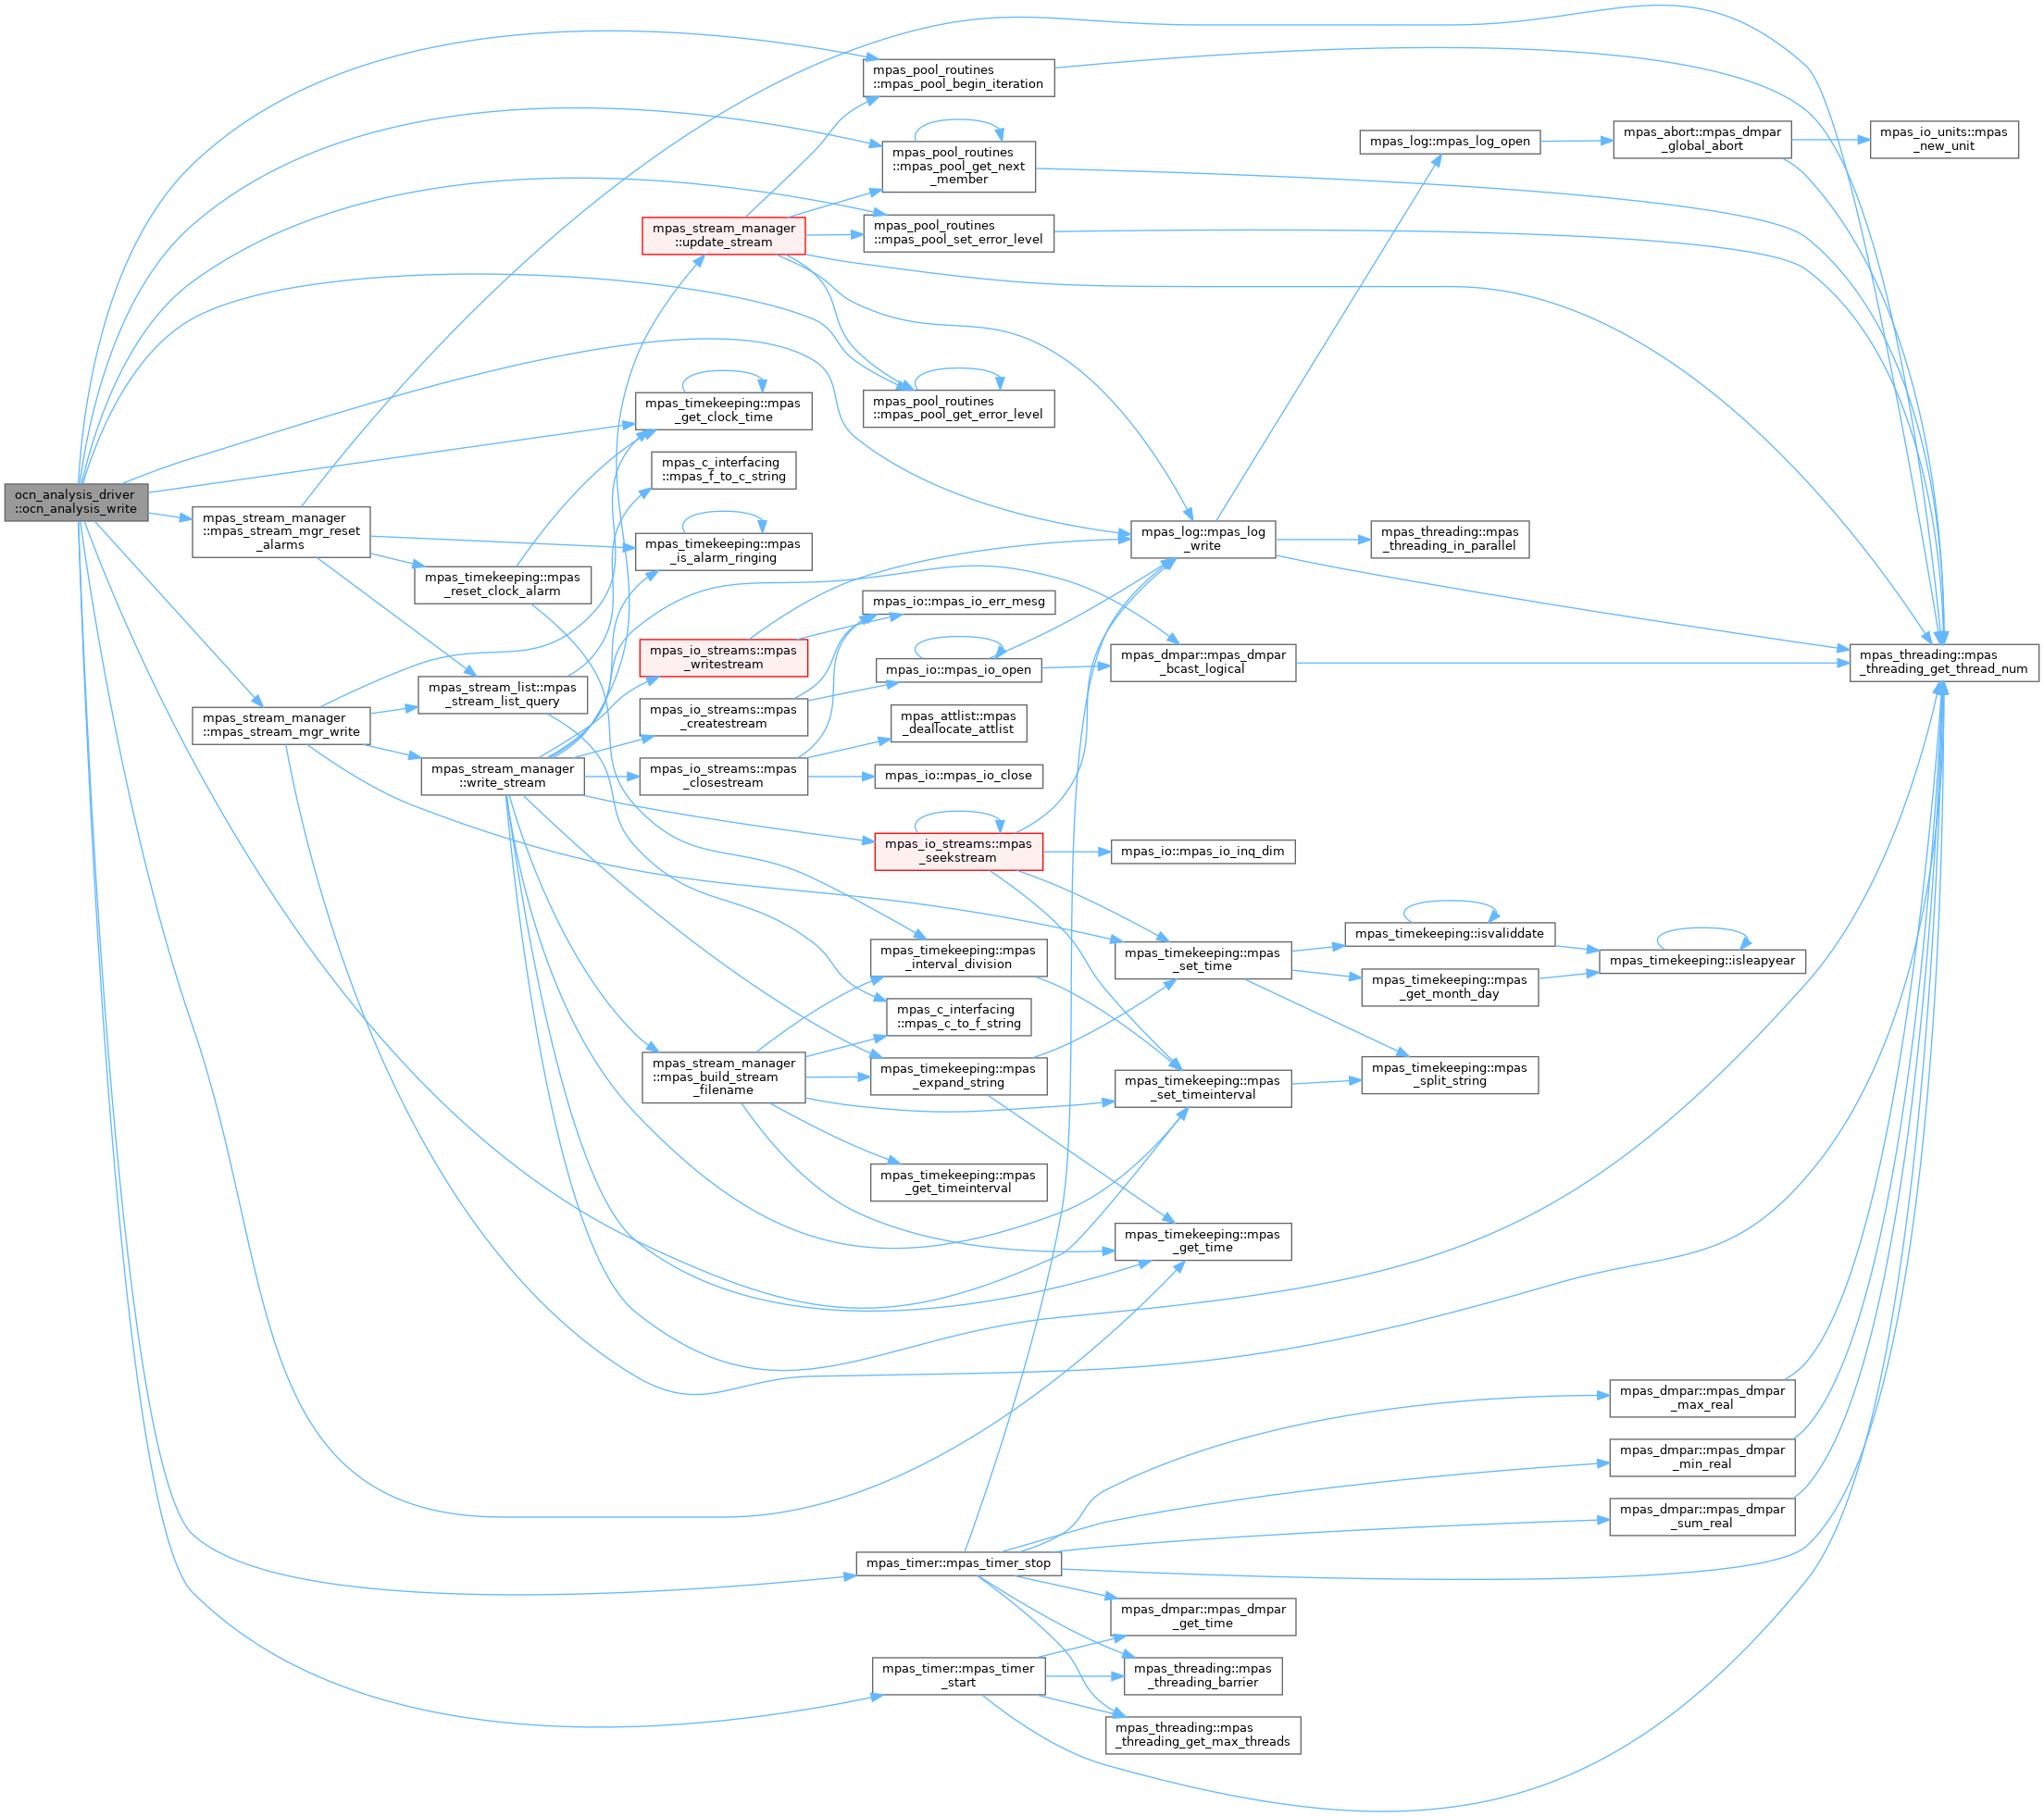 ocn_analysis_driver
::ocn_analysis_write
mpas_stream_manager
::mpas_stream_mgr_reset
_alarms
mpas_stream_manager
::mpas_stream_mgr_write
mpas_timekeeping::mpas
_reset_clock_alarm
mpas_stream_list::mpas
_stream_list_query
mpas_stream_manager
::write_stream
mpas_stream_manager
::update_stream
mpas_timekeeping::mpas
_get_clock_time
mpas_c_interfacing
::mpas_f_to_c_string
mpas_timekeeping::mpas
_is_alarm_ringing
mpas_io_streams::mpas
_writestream
mpas_io_streams::mpas
_createstream
mpas_io_streams::mpas
_closestream
mpas_stream_manager
::mpas_build_stream
_filename
mpas_pool_routines
::mpas_pool_begin_iteration
mpas_pool_routines
::mpas_pool_get_next
_member
mpas_pool_routines
::mpas_pool_set_error_level
mpas_pool_routines
::mpas_pool_get_error_level
mpas_io::mpas_io_err_mesg
mpas_io::mpas_io_open
mpas_attlist::mpas
_deallocate_attlist
mpas_io::mpas_io_close
mpas_io_streams::mpas
_seekstream
mpas_timekeeping::mpas
_interval_division
mpas_c_interfacing
::mpas_c_to_f_string
mpas_timekeeping::mpas
_expand_string
mpas_timekeeping::mpas
_get_timeinterval
mpas_timer::mpas_timer_stop
mpas_timer::mpas_timer
_start
mpas_log::mpas_log
_write
mpas_dmpar::mpas_dmpar
_bcast_logical
mpas_io::mpas_io_inq_dim
mpas_timekeeping::mpas
_set_time
mpas_timekeeping::mpas
_set_timeinterval
mpas_timekeeping::mpas
_get_time
mpas_dmpar::mpas_dmpar
_get_time
mpas_threading::mpas
_threading_barrier
mpas_threading::mpas
_threading_get_max_threads
mpas_log::mpas_log_open
mpas_threading::mpas
_threading_in_parallel
mpas_timekeeping::isvaliddate
mpas_timekeeping::mpas
_get_month_day
mpas_timekeeping::mpas
_split_string
mpas_abort::mpas_dmpar
_global_abort
mpas_timekeeping::isleapyear
mpas_dmpar::mpas_dmpar
_max_real
mpas_dmpar::mpas_dmpar
_min_real
mpas_dmpar::mpas_dmpar
_sum_real
mpas_io_units::mpas
_new_unit
mpas_threading::mpas
_threading_get_thread_num